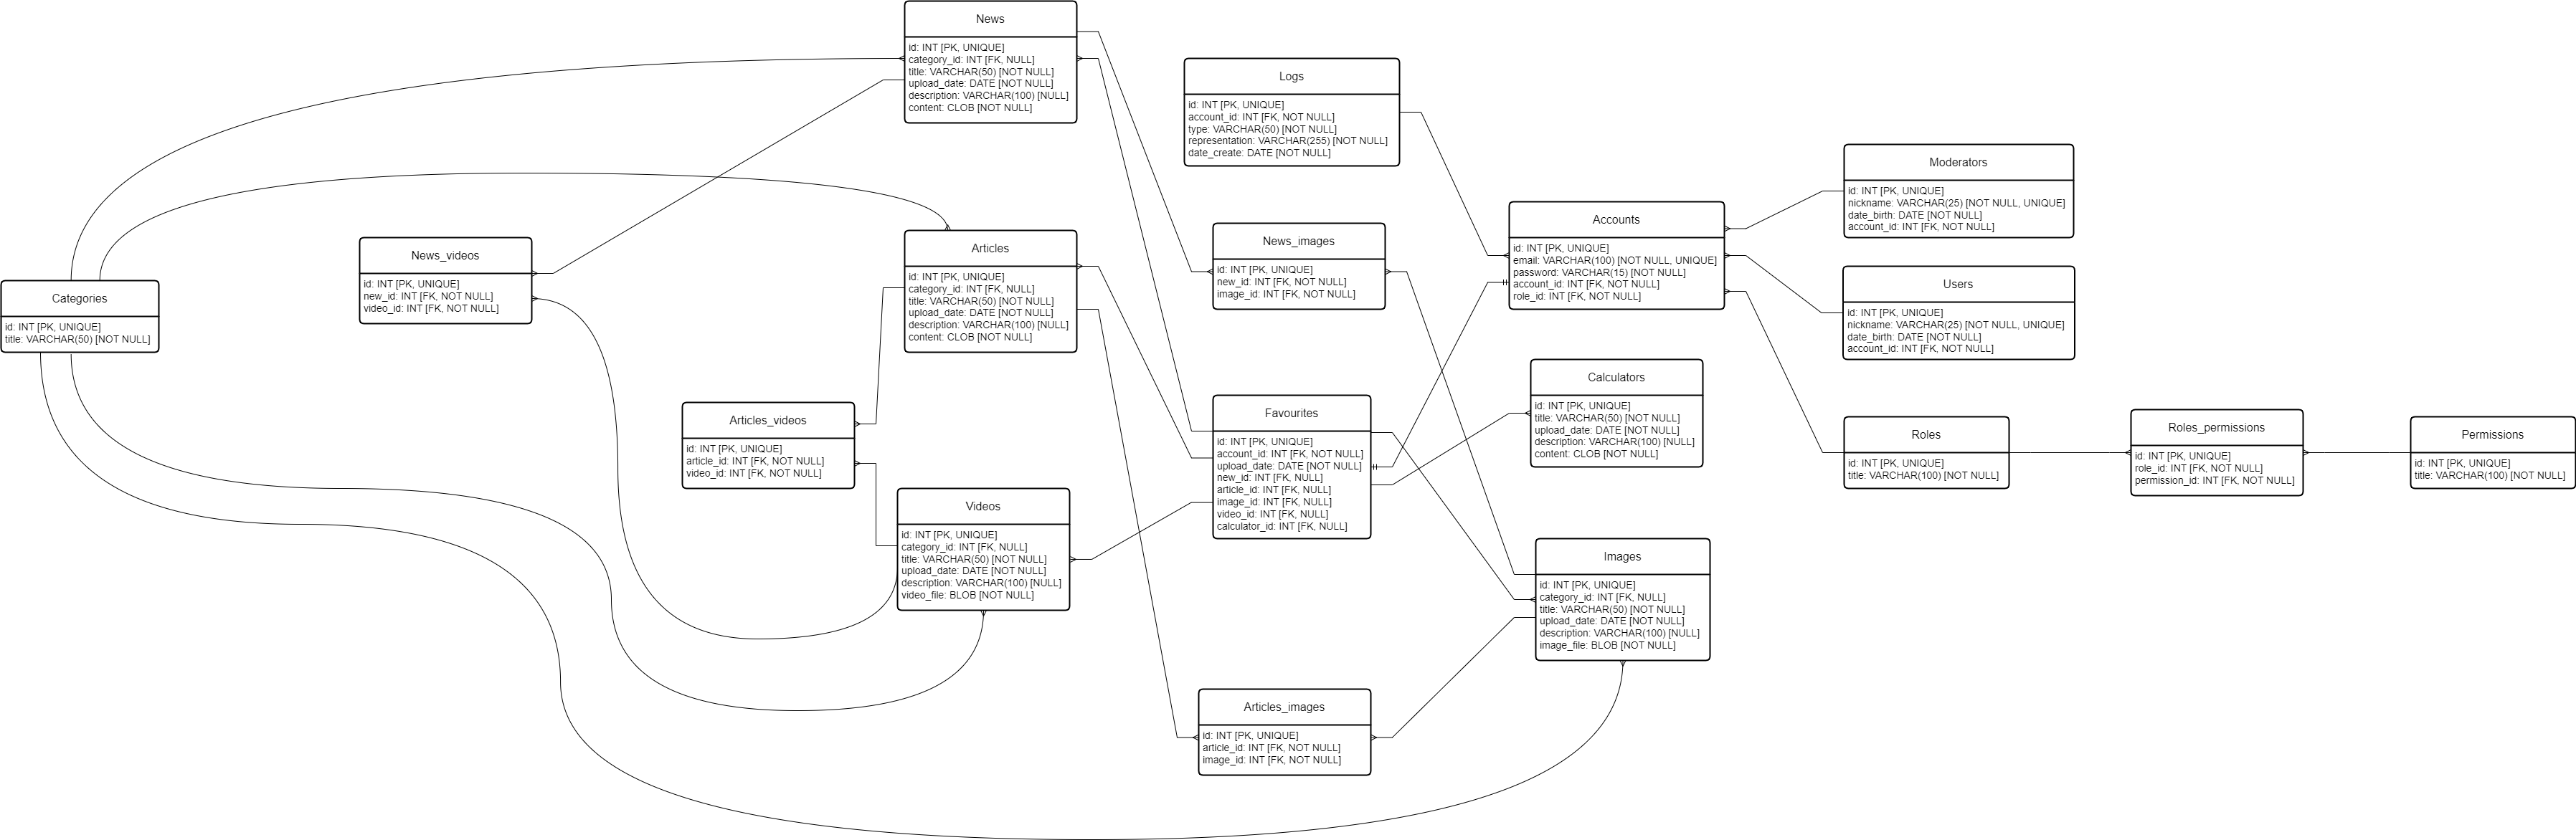 News
id: INT [PK, UNIQUE]
category_id: INT [FK, NULL]
title: VARCHAR(50) [NOT NULL]
upload_date: DATE [NOT NULL]
description: VARCHAR(100) [NULL]
content: CLOB [NOT NULL]
Logs
id: INT [PK, UNIQUE]
account_id: INT [FK, NOT NULL]
type: VARCHAR(50) [NOT NULL]
representation: VARCHAR(255) [NOT NULL]
date_create: DATE [NOT NULL]
Moderators
id: INT [PK, UNIQUE]
nickname: VARCHAR(25) [NOT NULL, UNIQUE]
date_birth: DATE [NOT NULL]
account_id: INT [FK, NOT NULL]
Accounts
id: INT [PK, UNIQUE]
email: VARCHAR(100) [NOT NULL, UNIQUE]
password: VARCHAR(15) [NOT NULL]
account_id: INT [FK, NOT NULL]
role_id: INT [FK, NOT NULL]
News_images
id: INT [PK, UNIQUE]
new_id: INT [FK, NOT NULL]
image_id: INT [FK, NOT NULL]
Articles
id: INT [PK, UNIQUE]
category_id: INT [FK, NULL]
title: VARCHAR(50) [NOT NULL]
upload_date: DATE [NOT NULL]
description: VARCHAR(100) [NULL]
content: CLOB [NOT NULL]
News_videos
id: INT [PK, UNIQUE]
new_id: INT [FK, NOT NULL]
video_id: INT [FK, NOT NULL]
Users
id: INT [PK, UNIQUE]
nickname: VARCHAR(25) [NOT NULL, UNIQUE]
date_birth: DATE [NOT NULL]
account_id: INT [FK, NOT NULL]
Categories
id: INT [PK, UNIQUE]
title: VARCHAR(50) [NOT NULL]
Calculators
id: INT [PK, UNIQUE]
title: VARCHAR(50) [NOT NULL]
upload_date: DATE [NOT NULL]
description: VARCHAR(100) [NULL]
content: CLOB [NOT NULL]
Favourites
id: INT [PK, UNIQUE]
account_id: INT [FK, NOT NULL]
upload_date: DATE [NOT NULL]
new_id: INT [FK, NULL]
article_id: INT [FK, NULL]
image_id: INT [FK, NULL]
video_id: INT [FK, NULL]
calculator_id: INT [FK, NULL]
Articles_videos
id: INT [PK, UNIQUE]
article_id: INT [FK, NOT NULL]
video_id: INT [FK, NOT NULL]
Roles
id: INT [PK, UNIQUE]
title: VARCHAR(100) [NOT NULL]
Roles_permissions
id: INT [PK, UNIQUE]
role_id: INT [FK, NOT NULL]
permission_id: INT [FK, NOT NULL]
Permissions
id: INT [PK, UNIQUE]
title: VARCHAR(100) [NOT NULL]
Videos
id: INT [PK, UNIQUE]
category_id: INT [FK, NULL]
title: VARCHAR(50) [NOT NULL]
upload_date: DATE [NOT NULL]
description: VARCHAR(100) [NULL]
video_file: BLOB [NOT NULL]
Images
id: INT [PK, UNIQUE]
category_id: INT [FK, NULL]
title: VARCHAR(50) [NOT NULL]
upload_date: DATE [NOT NULL]
description: VARCHAR(100) [NULL]
image_file: BLOB [NOT NULL]
Articles_images
id: INT [PK, UNIQUE]
article_id: INT [FK, NOT NULL]
image_id: INT [FK, NOT NULL]